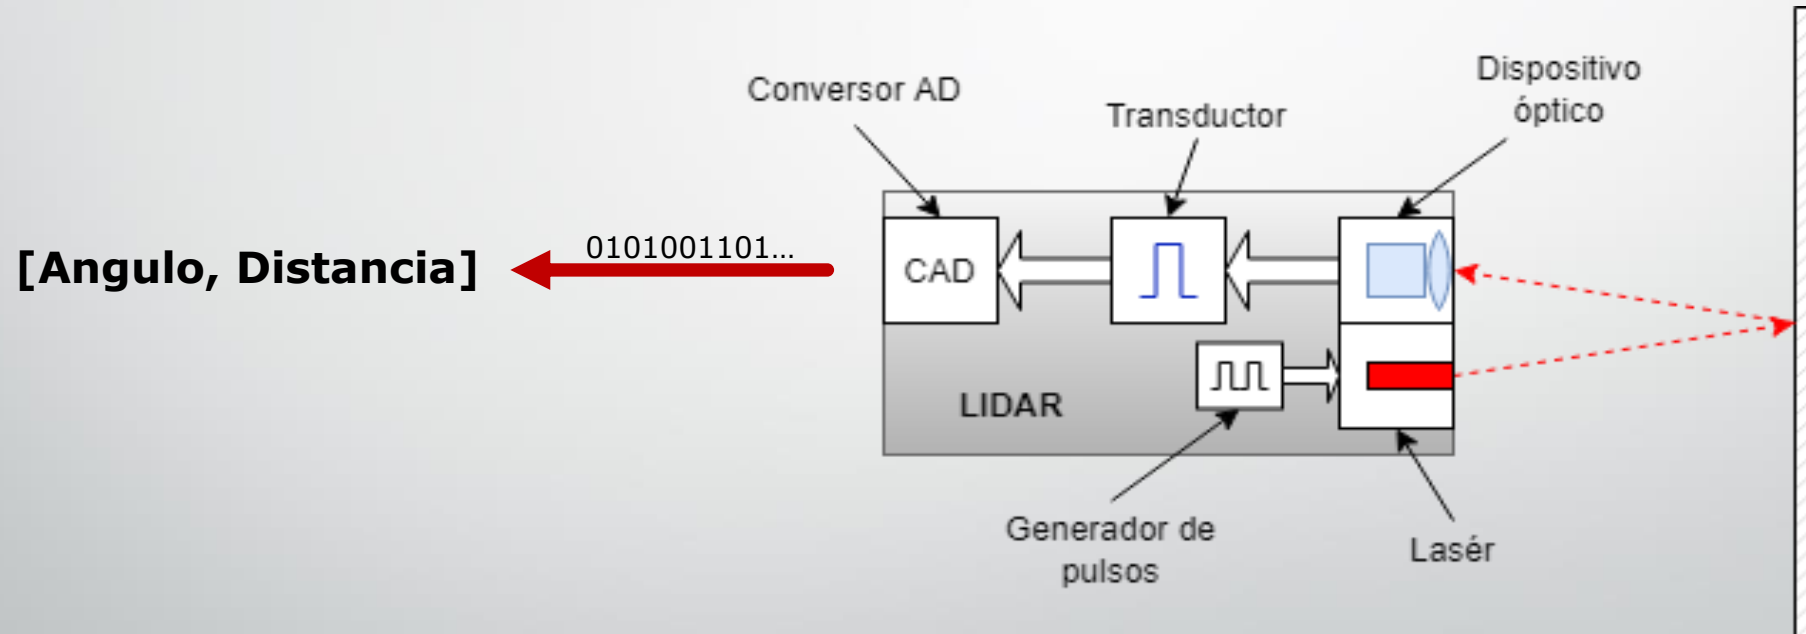 Conversor AD
Transductor
Dispositivo
óptico
[Angulo, Distancia]
0101001101...
CAD
LIDAR
Generador de
pulsos
Lasér